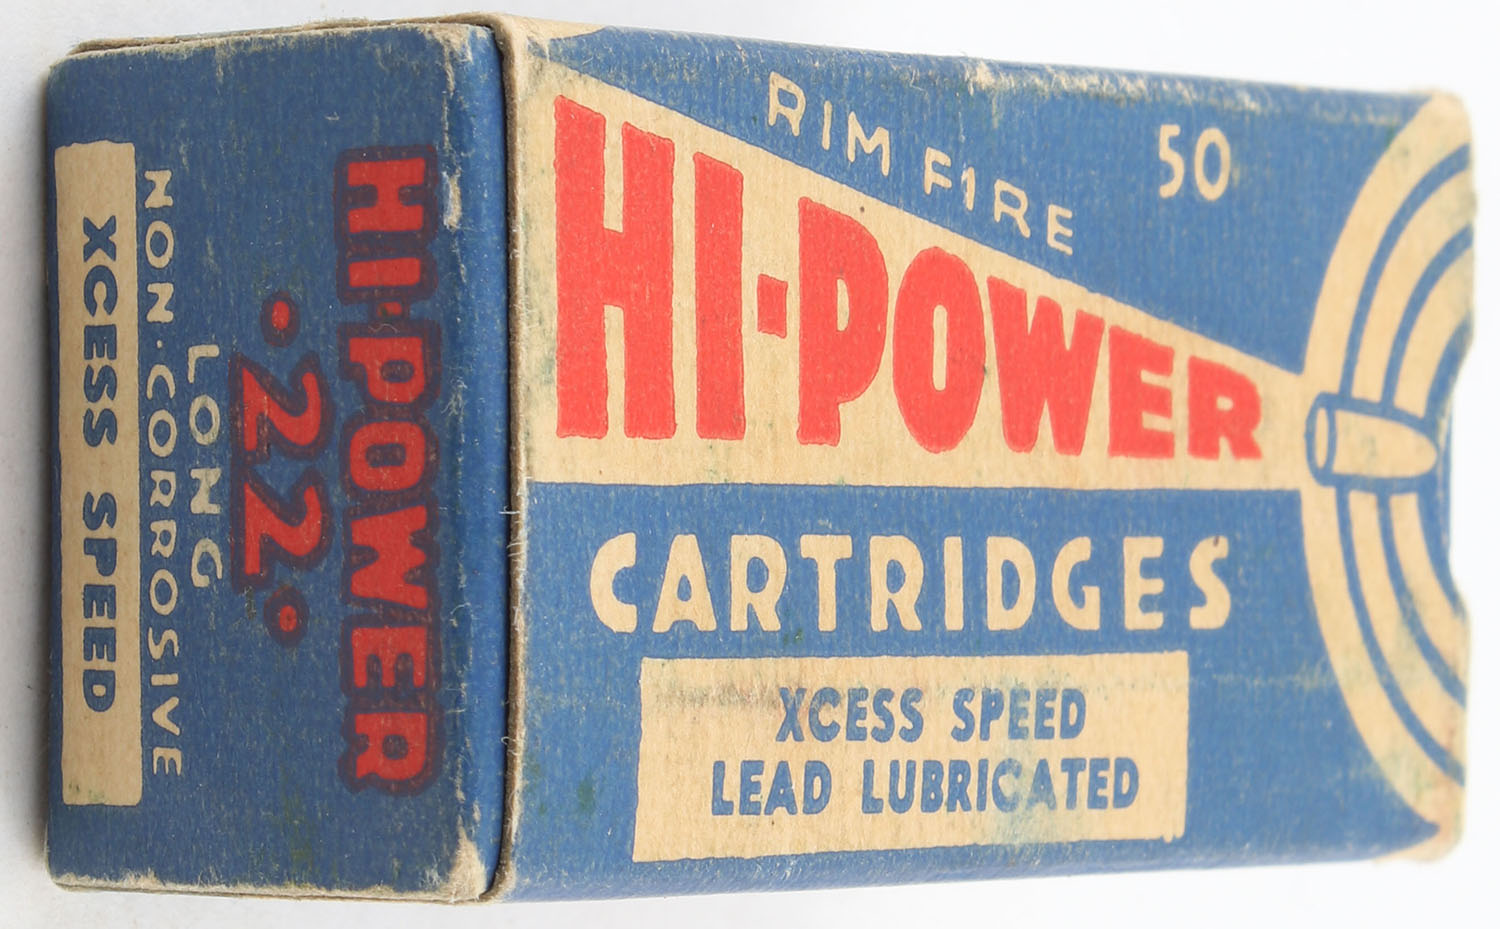 RIM FIRE
50
HI-POWER
CARTRIDGES
XCESS SPEED
LEAD LUBRICATED
HI-POWER
.22.
LONG
NON-CORROSIVE
XCESS SPEED